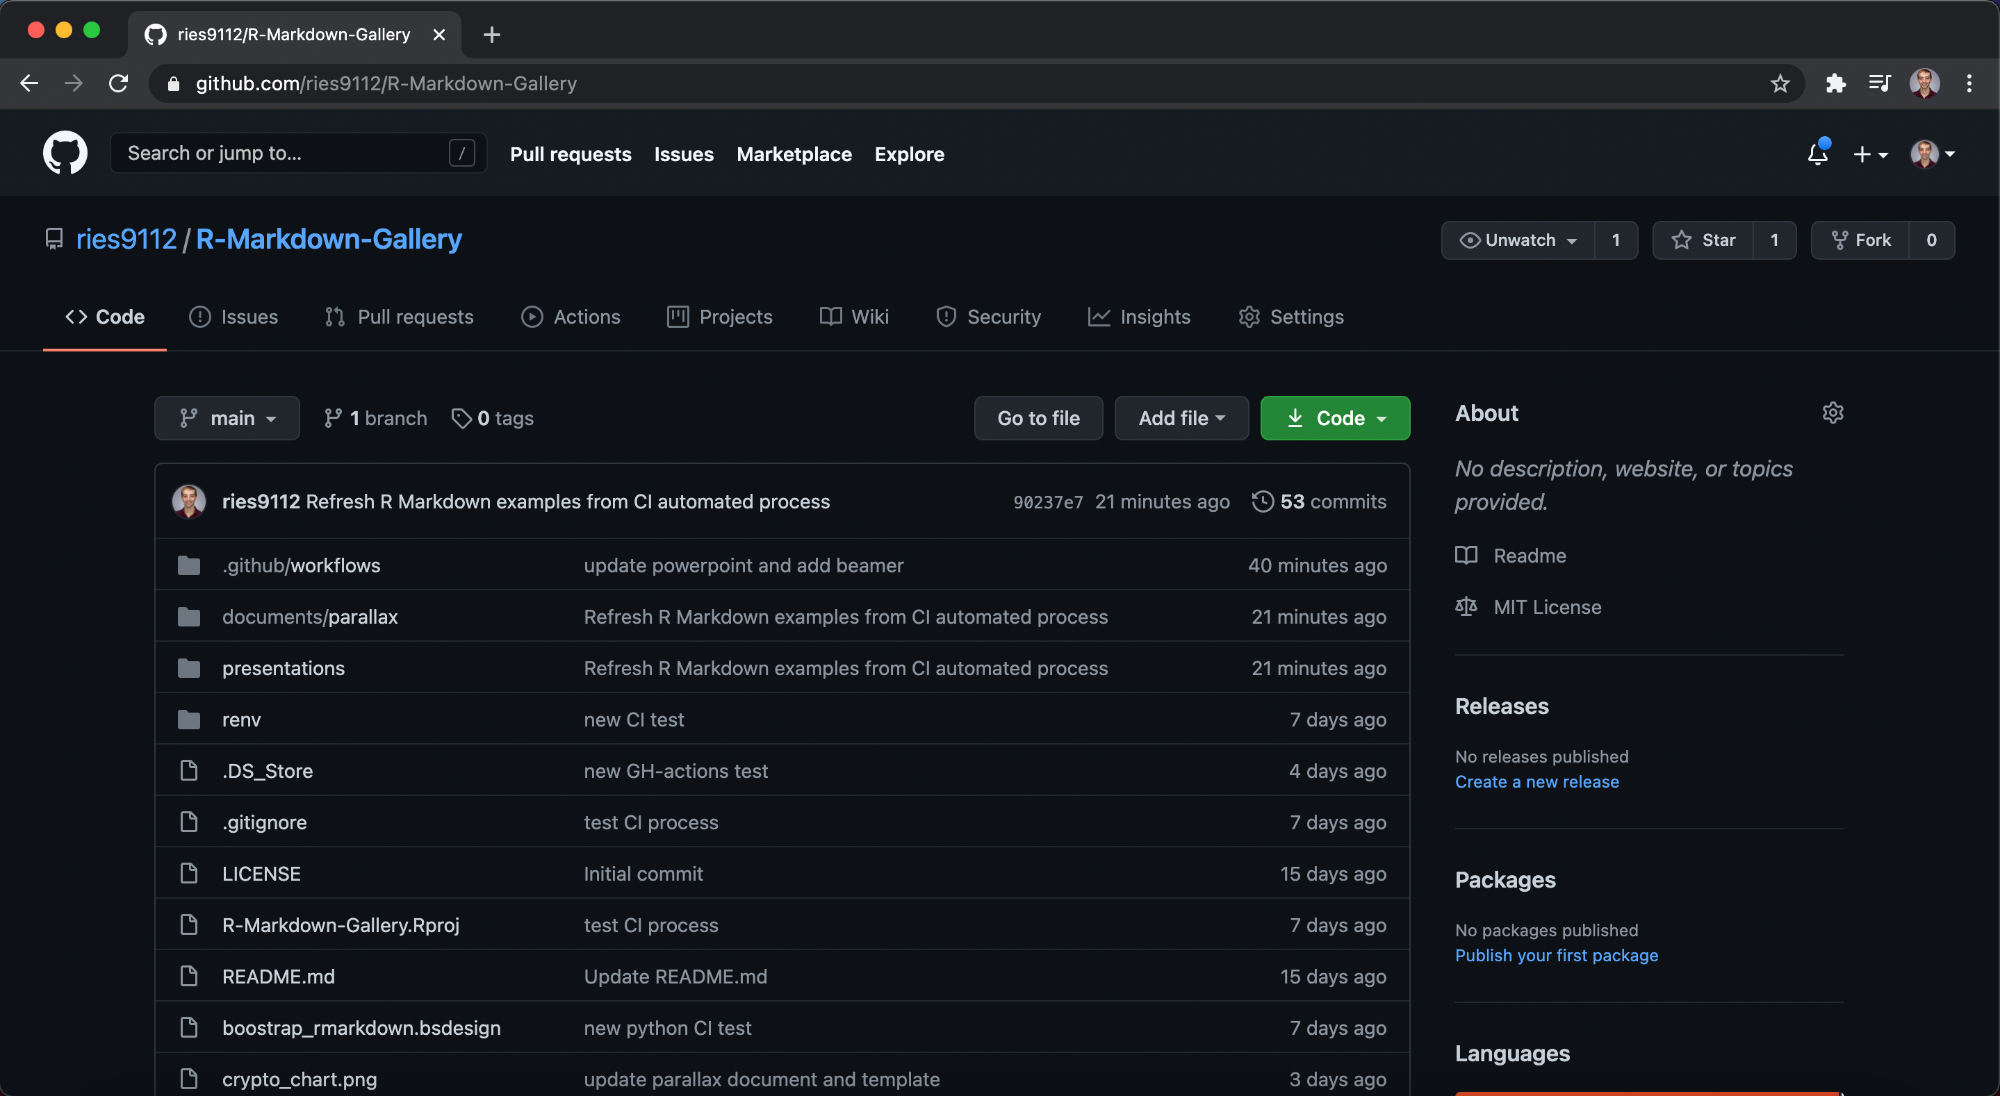 ries9112/R-Markdown-Gallery
github.com/ries9112/R-Markdown-Gallery
Search or jump to... /
Pull requests Issues Marketplace Explore
ries9112 / R-Markdown-Gallery
Unwatch 1 Star 1 Fork 0
Code Issues Pull requests Actions Projects Wiki Security Insights Settings
main 1 branch 0 tags Go to file Add file Code
ries9112 Refresh R Markdown examples from CI automated process 90237e7 21 minutes ago 53 commits
.github/workflows update powerpoint and add beamer 40 minutes ago
documents/parallax Refresh R Markdown examples from CI automated process 21 minutes ago
presentations Refresh R Markdown examples from CI automated process 21 minutes ago
renv new CI test 7 days ago
.DS_Store new GH-actions test 4 days ago
.gitignore test CI process 7 days ago
LICENSE Initial commit 15 days ago
R-Markdown-Gallery.Rproj test CI process 7 days ago
README.md Update README.md 15 days ago
boostrap_rmarkdown.bsdesign new python CI test 7 days ago
crypto_chart.png update parallax document and template 3 days ago
About
No description, website, or topics
provided.
Readme
MIT License
Releases
No releases published
Create a new release
Packages
No packages published
Publish your first package
Languages